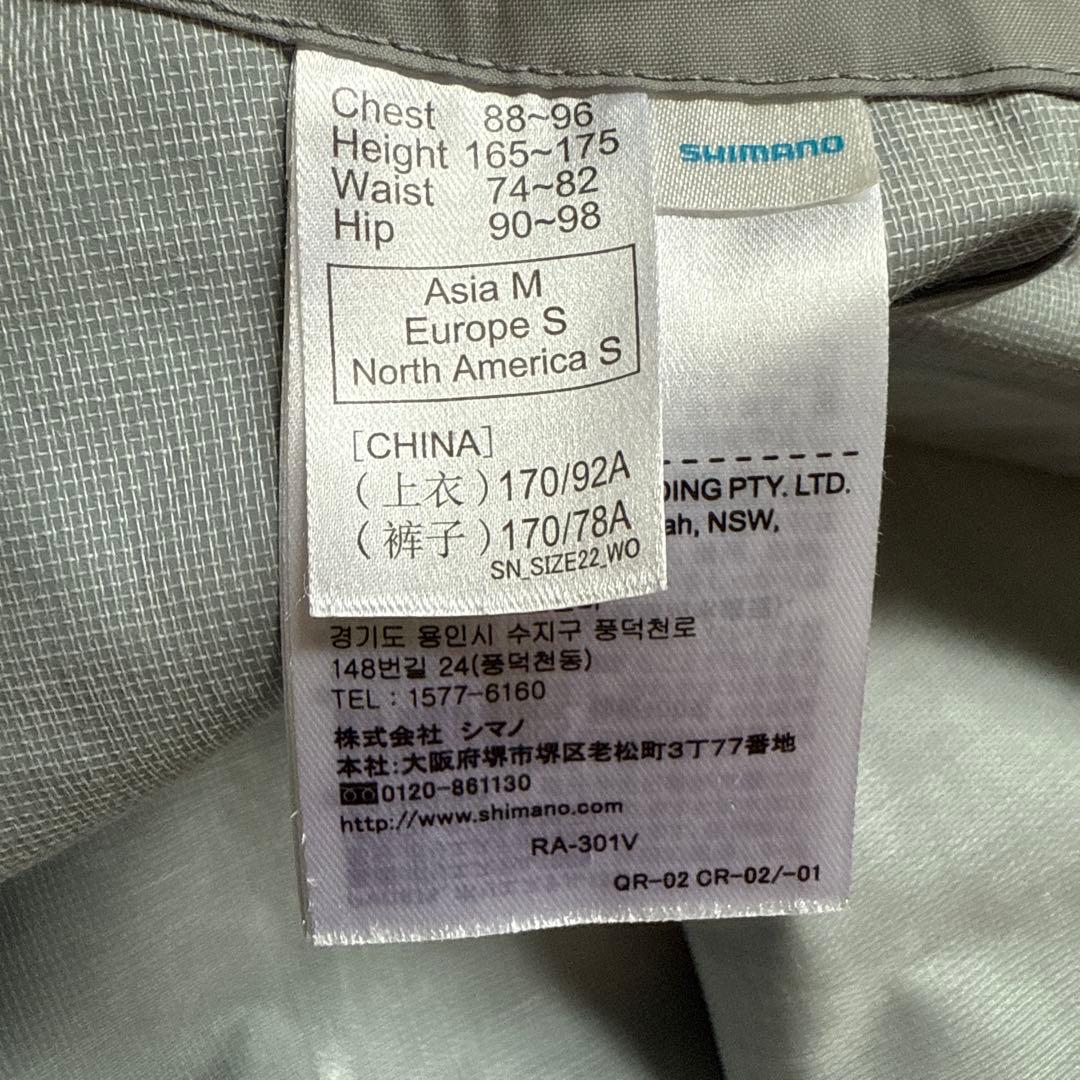 Chest 88~96
Height 165~175
Waist 74~82
Hip 90~98
Asia M
Europe S
North America S
[CHINA]
(上衣)170/92A
(裤子)170/78A
SN_SIZE22_WO
SHIMANO
DING PTY. LTD.
ah, NSW,
경기도 용인시 수지구 풍덕천로
148번길 24(풍덕천동)
TEL : 1577-6160
株式会社 シマノ
本社:大阪府堺市堺区老松町3丁77番地
0120-861130
http://www.shimano.com
RA-301V
QR-02 CR-02/-01